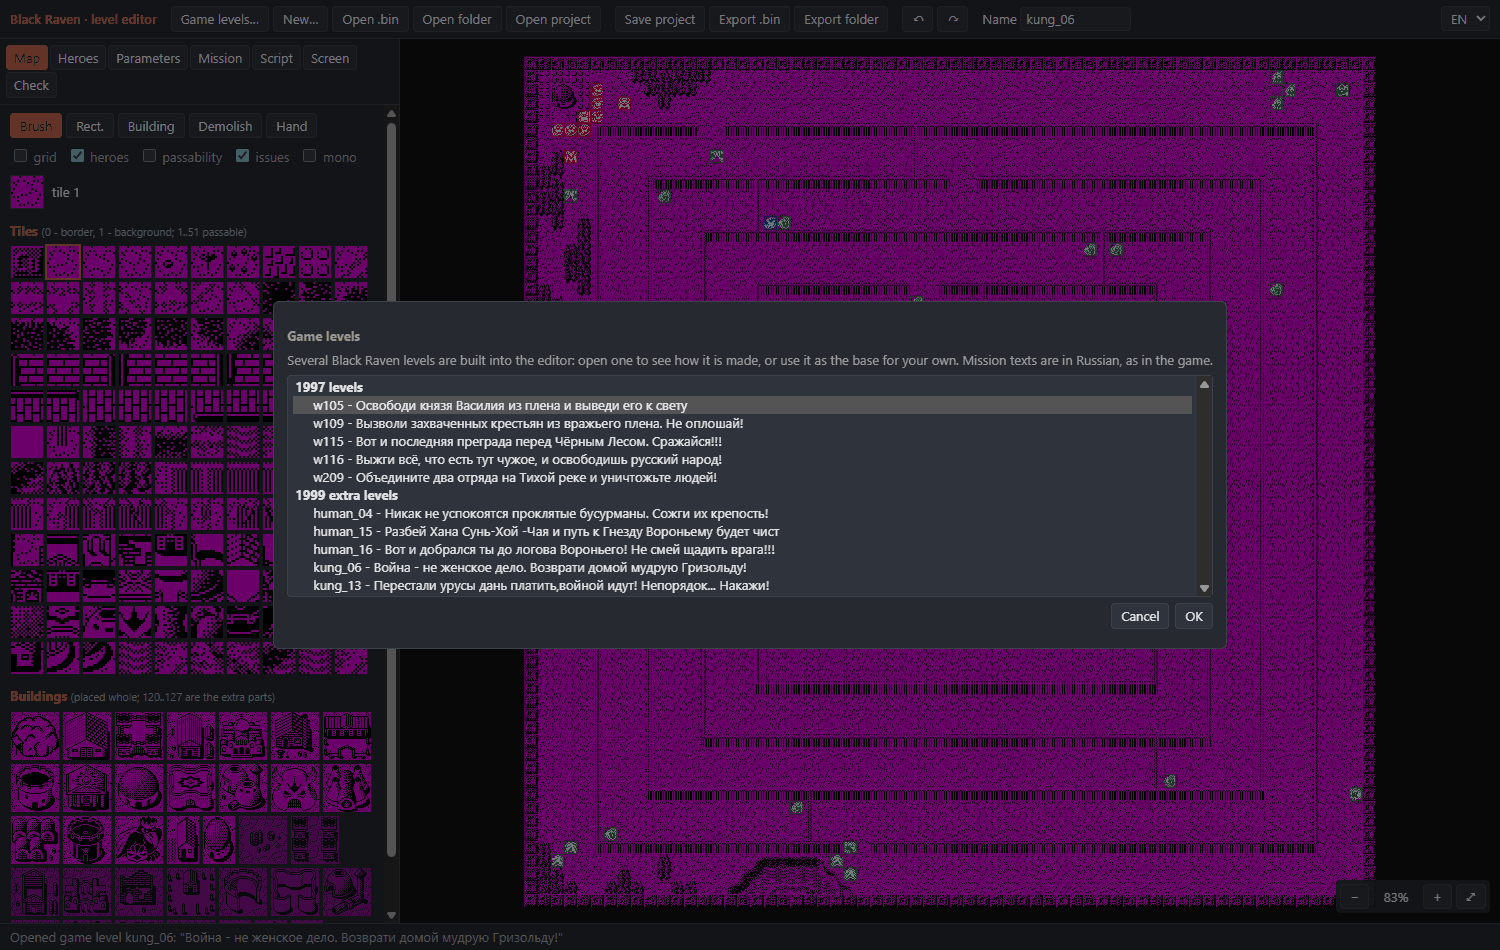 Black Raven · level editor
Game levels...
New...
Open .bin
Open folder
Open project
Save project
Export .bin
Export folder
Name
kung_06
EN
Map
Heroes
Parameters
Mission
Script
Screen
Check
Brush
Rect.
Building
Demolish
Hand
grid
heroes
passability
issues
mono
tile 1
Tiles (0 - border, 1 - background; 1..51 passable)
Game levels
Several Black Raven levels are built into the editor: open one to see how it is made, or use it as the base for your own. Mission texts are in Russian, as in the game.
1997 levels
w105 - Освободи князя Василия из плена и выведи его к свету
w109 - Вызволи захваченных крестьян из вражьего плена. Не оплошай!
w115 - Вот и последняя преграда перед Чёрным Лесом. Сражайся!!!
w116 - Выжги всё, что есть тут чужое, и освободишь русский народ!
w209 - Объедините два отряда на Тихой реке и уничтожьте людей!
1999 extra levels
human_04 - Никак не успокоятся проклятые бусурманы. Сожги их крепость!
human_15 - Разбей Хана Сунь-Хой -Чая и путь к Гнезду Вороньему будет чист
human_16 - Вот и добрался ты до логова Вороньего! Не смей щадить врага!!!
kung_06 - Война - не женское дело. Возврати домой мудрую Гризольду!
kung_13 - Перестали урусы дань платить,войной идут! Непорядок... Накажи!
Cancel
OK
Buildings (placed whole; 120..127 are the extra parts)
83%
Opened game level kung_06: "Война - не женское дело. Возврати домой мудрую Гризольду!"